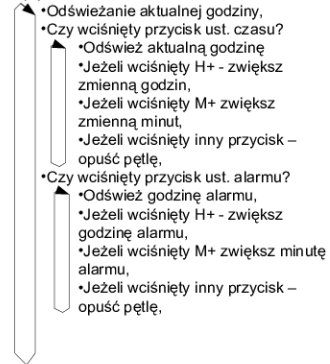 •Odświeżanie aktualnej godziny,
•Czy wciśnięty przycisk ust. czasu?
•Odśwież aktualną godzinę
•Jeżeli wciśnięty H+ - zwiększ
zmienną godzin,
•Jeżeli wciśnięty M+ zwiększ
zmienną minut,
•Jeżeli wciśnięty inny przycisk –
opuść pętlę,
•Czy wciśnięty przycisk ust. alarmu?
•Odśwież godzinę alarmu,
•Jeżeli wciśnięty H+ - zwiększ
godzinę alarmu,
•Jeżeli wciśnięty M+ zwiększ minutę
alarmu,
•Jeżeli wciśnięty inny przycisk –
opuść pętlę,